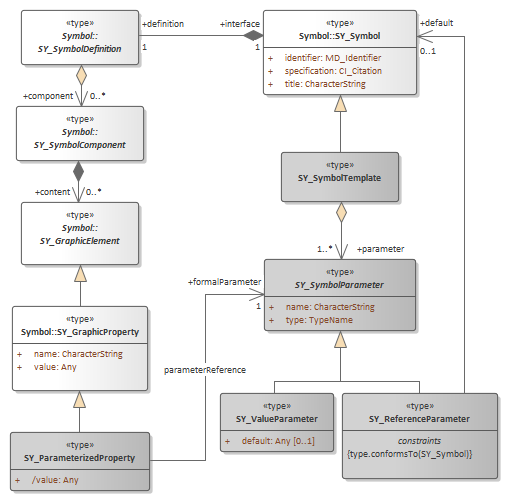 «type»
Symbol::
SY_SymbolDefinition
+definition
1
+interface
1
«type»
Symbol::SY_Symbol
+ identifier: MD_Identifier
+ specification: CI_Citation
+ title: CharacterString
+default
0..1
+component
0..*
«type»
Symbol::
SY_SymbolComponent
«type»
SY_SymbolTemplate
+content
0..*
«type»
Symbol::
SY_GraphicElement
1..*
+parameter
«type»
SY_SymbolParameter
+ name: CharacterString
+ type: TypeName
+formalParameter
1
«type»
Symbol::SY_GraphicProperty
+ name: CharacterString
+ value: Any
parameterReference
«type»
SY_ValueParameter
+ default: Any [0..1]
«type»
SY_ReferenceParameter
constraints
{type.conformsTo(SY_Symbol)}
«type»
SY_ParameterizedProperty
+ /value: Any